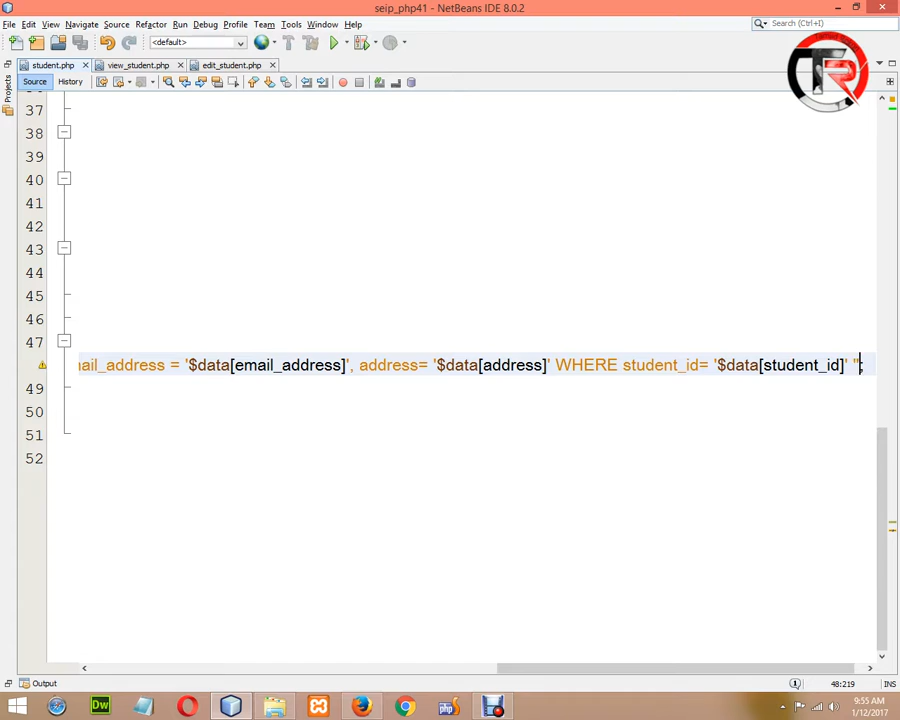 seip_php41 - NetBeans IDE 8.0.2
File Edit View Navigate Source Refactor Run Debug Profile Team Tools Window Help
Search (Ctrl+I)
<default>
student.php view_student.php edit_student.php
Source History
Projects
37
38
39
40
41
42
43
44
45
46
47
mail_address = '$data[email_address]', address= '$data[address]' WHERE student_id= '$data[student_id]' ";
49
50
51
52
Output
48:219 INS
Dw
9:55 AM
1/12/2017